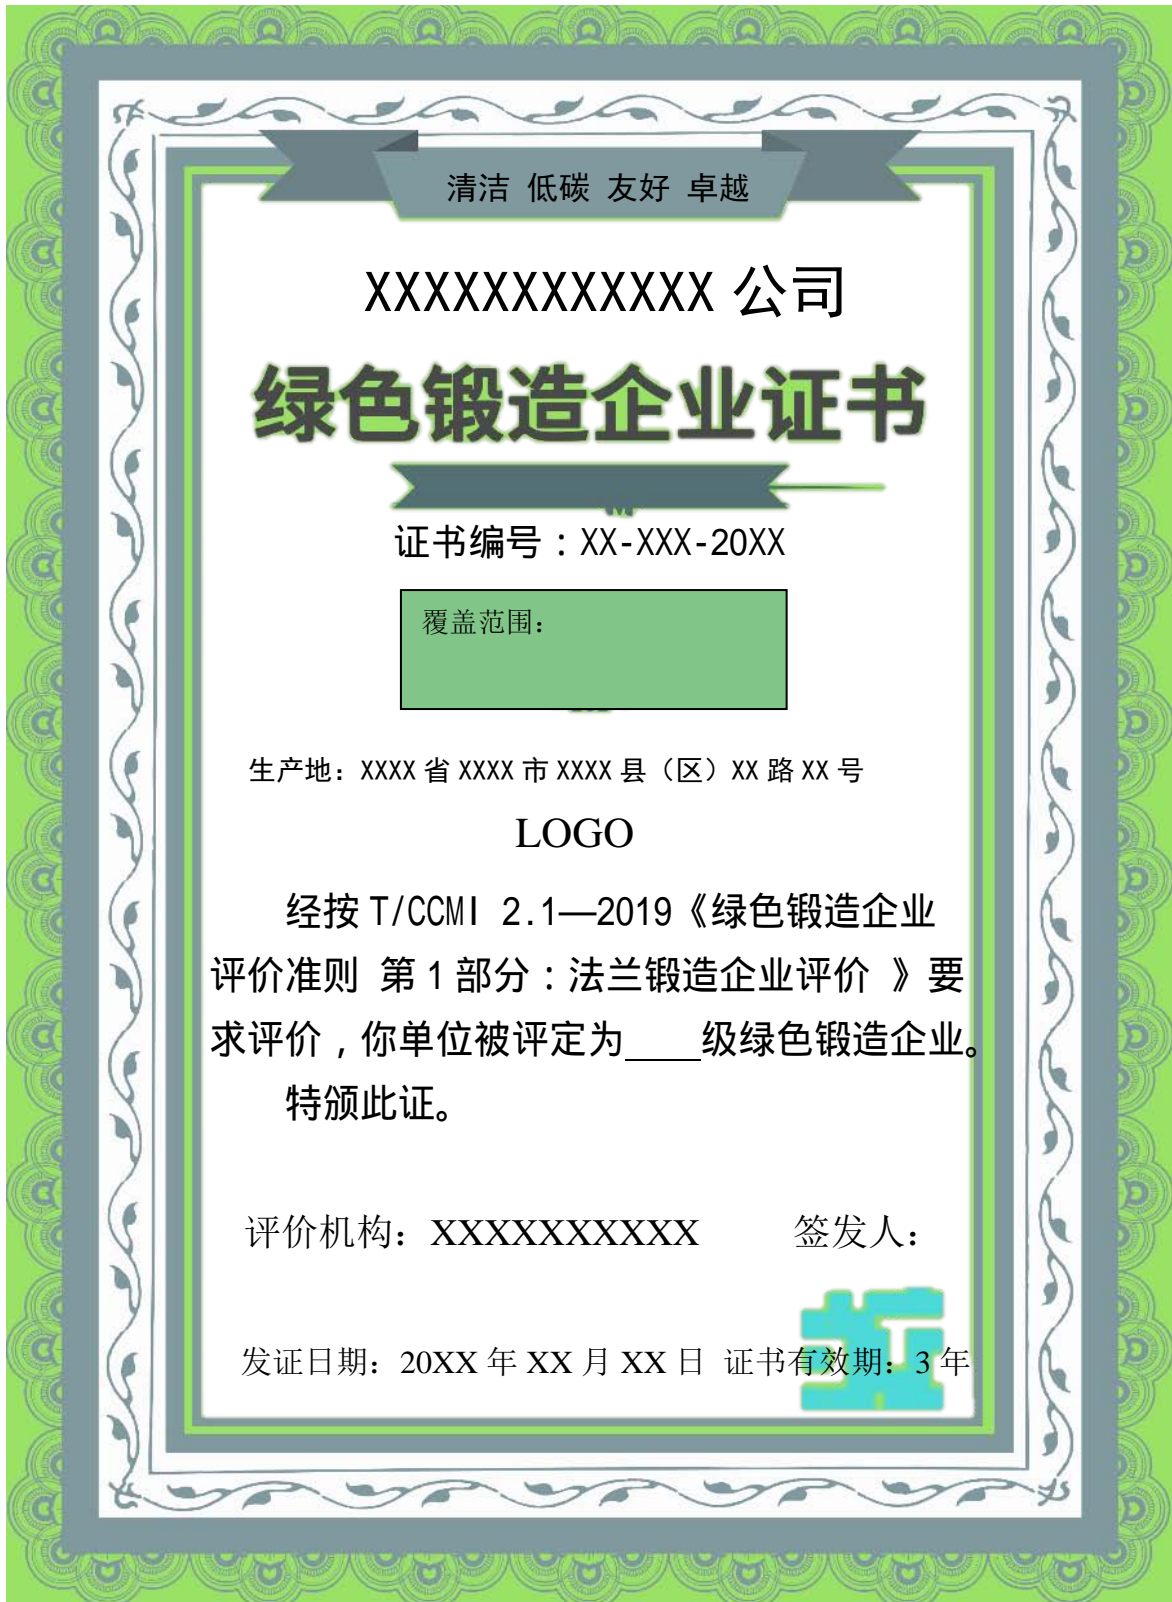 清洁 低碳 友好 卓越
XXXXXXXXXXXX 公司
绿色锻造企业证书
证书编号：XX-XXX-20XX
覆盖范围：
生产地：XXXX 省 XXXX 市 XXXX 县（区）XX 路 XX 号
LOGO
经按 T/CCMI 2.1—2019《绿色锻造企业
评价准则 第 1 部分：法兰锻造企业评价 》要
求评价，你单位被评定为____级绿色锻造企业。
特颁此证。
评价机构：XXXXXXXXXX 签发人：
发证日期：20XX 年 XX 月 XX 日 证书有效期：3 年